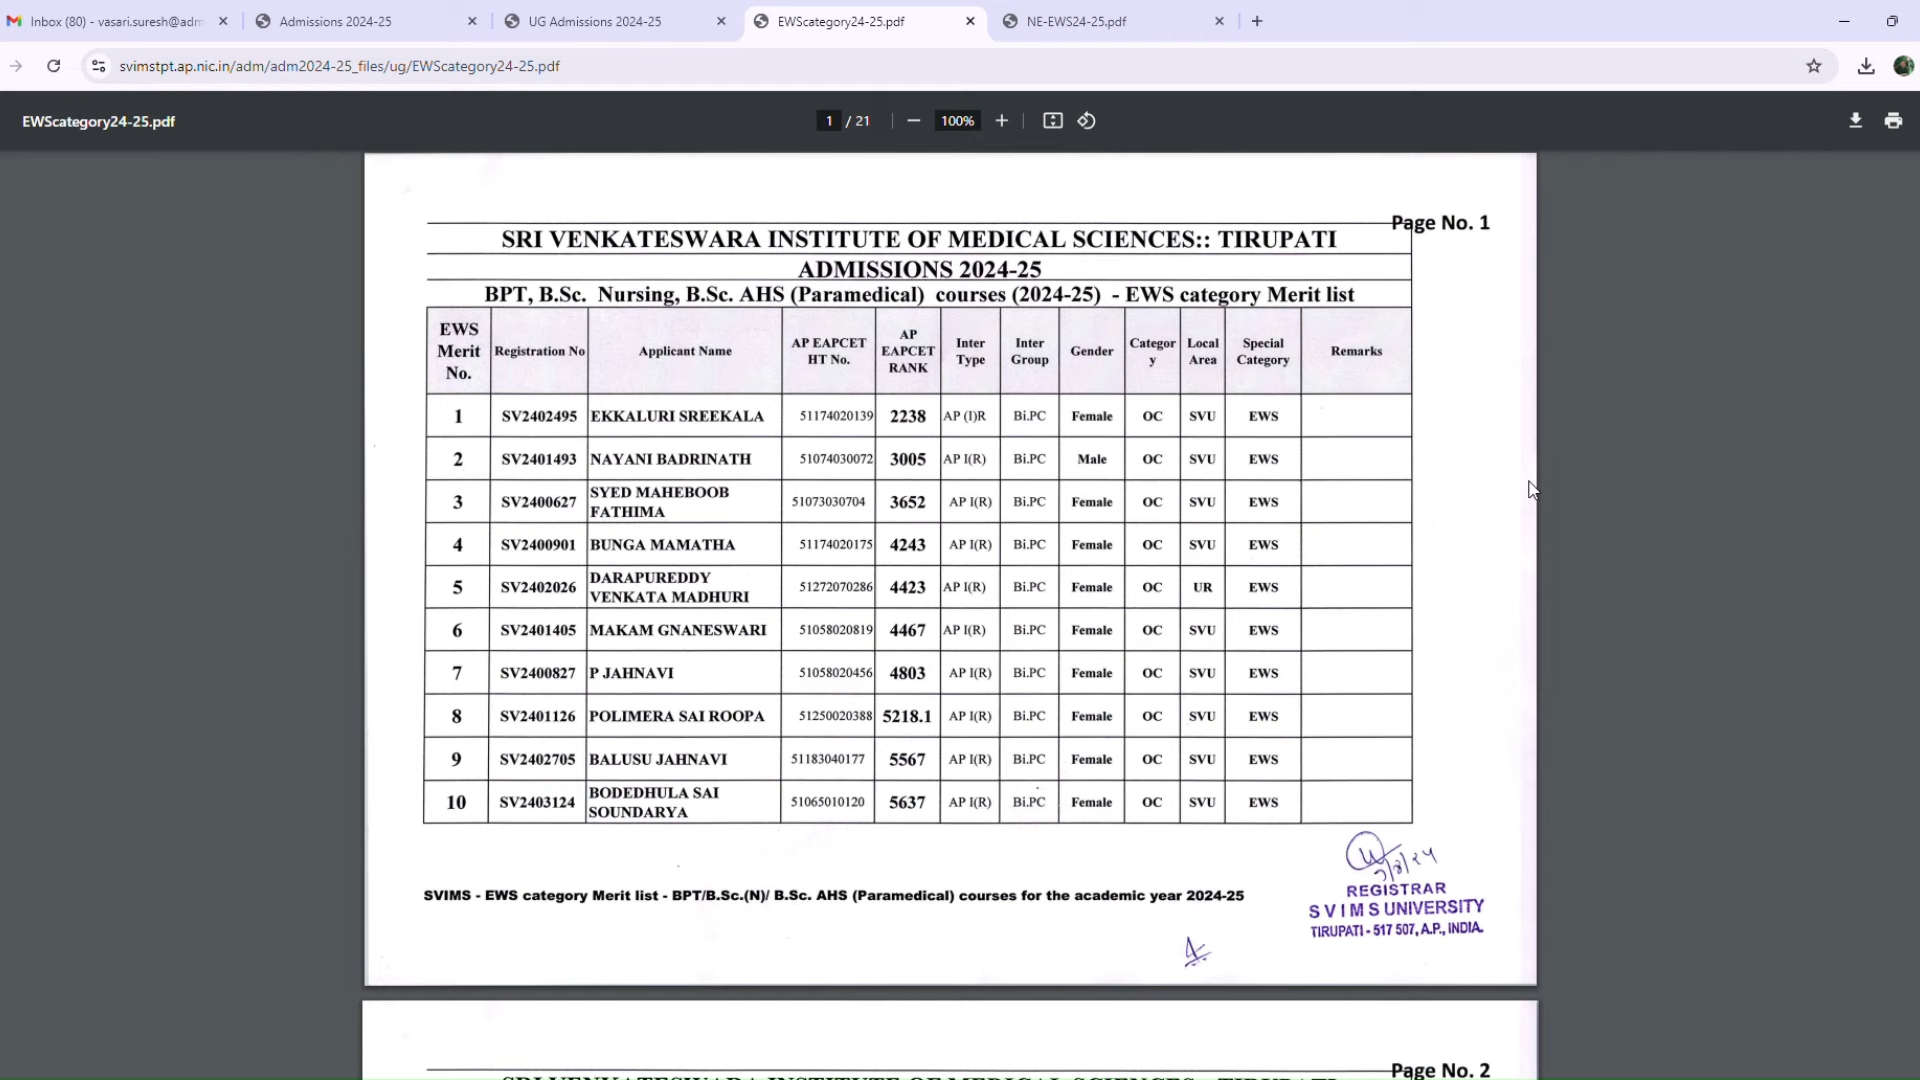 Inbox (80) - vasari.suresh@adm
Admissions 2024-25
UG Admissions 2024-25
EWScategory24-25.pdf
NE-EWS24-25.pdf
svimstpt.ap.nic.in/adm/adm2024-25_files/ug/EWScategory24-25.pdf
EWScategory24-25.pdf
1 / 21
100%
Page No. 1
SRI VENKATESWARA INSTITUTE OF MEDICAL SCIENCES:: TIRUPATI
ADMISSIONS 2024-25
BPT, B.Sc. Nursing, B.Sc. AHS (Paramedical) courses (2024-25) - EWS category Merit list
EWS Merit No. Registration No Applicant Name AP EAPCET HT No. AP EAPCET RANK Inter Type Inter Group Gender Categor y Local Area Special Category Remarks
1 SV2402495 EKKALURI SREEKALA 51174020139 2238 AP (I)R Bi.PC Female OC SVU EWS
2 SV2401493 NAYANI BADRINATH 51074030072 3005 AP I(R) Bi.PC Male OC SVU EWS
3 SV2400627 SYED MAHEBOOB FATHIMA 51073030704 3652 AP I(R) Bi.PC Female OC SVU EWS
4 SV2400901 BUNGA MAMATHA 51174020175 4243 AP I(R) Bi.PC Female OC SVU EWS
5 SV2402026 DARAPUREDDY VENKATA MADHURI 51272070286 4423 AP I(R) Bi.PC Female OC UR EWS
6 SV2401405 MAKAM GNANESWARI 51058020819 4467 AP I(R) Bi.PC Female OC SVU EWS
7 SV2400827 P JAHNAVI 51058020456 4803 AP I(R) Bi.PC Female OC SVU EWS
8 SV2401126 POLIMERA SAI ROOPA 51250020388 5218.1 AP I(R) Bi.PC Female OC SVU EWS
9 SV2402705 BALUSU JAHNAVI 51183040177 5567 AP I(R) Bi.PC Female OC SVU EWS
10 SV2403124 BODEDHULA SAI SOUNDARYA 51065010120 5637 AP I(R) Bi.PC Female OC SVU EWS
SVIMS - EWS category Merit list - BPT/B.Sc.(N)/ B.Sc. AHS (Paramedical) courses for the academic year 2024-25
REGISTRAR
SVIMS UNIVERSITY
TIRUPATI - 517 507, A.P., INDIA.
Page No. 2
SRI VENKATESWARA INSTITUTE OF MEDICAL SCIENCES:: TIRUPATI